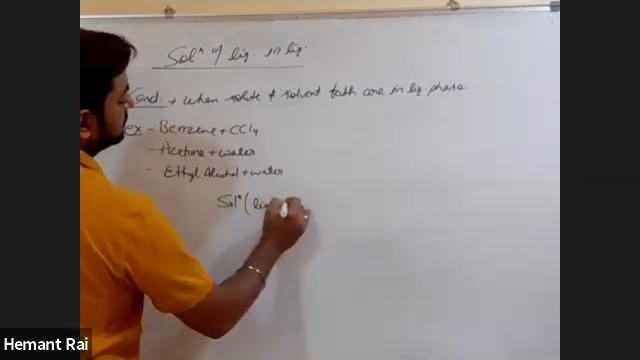 Solⁿ of liq. in liq.
Cond. → When solute & solvent both are in liq phase
ex - Benzene + CCl4
- Acetone + water
- Ethyl Alcohol + water
Solⁿ (liq
Hemant Rai